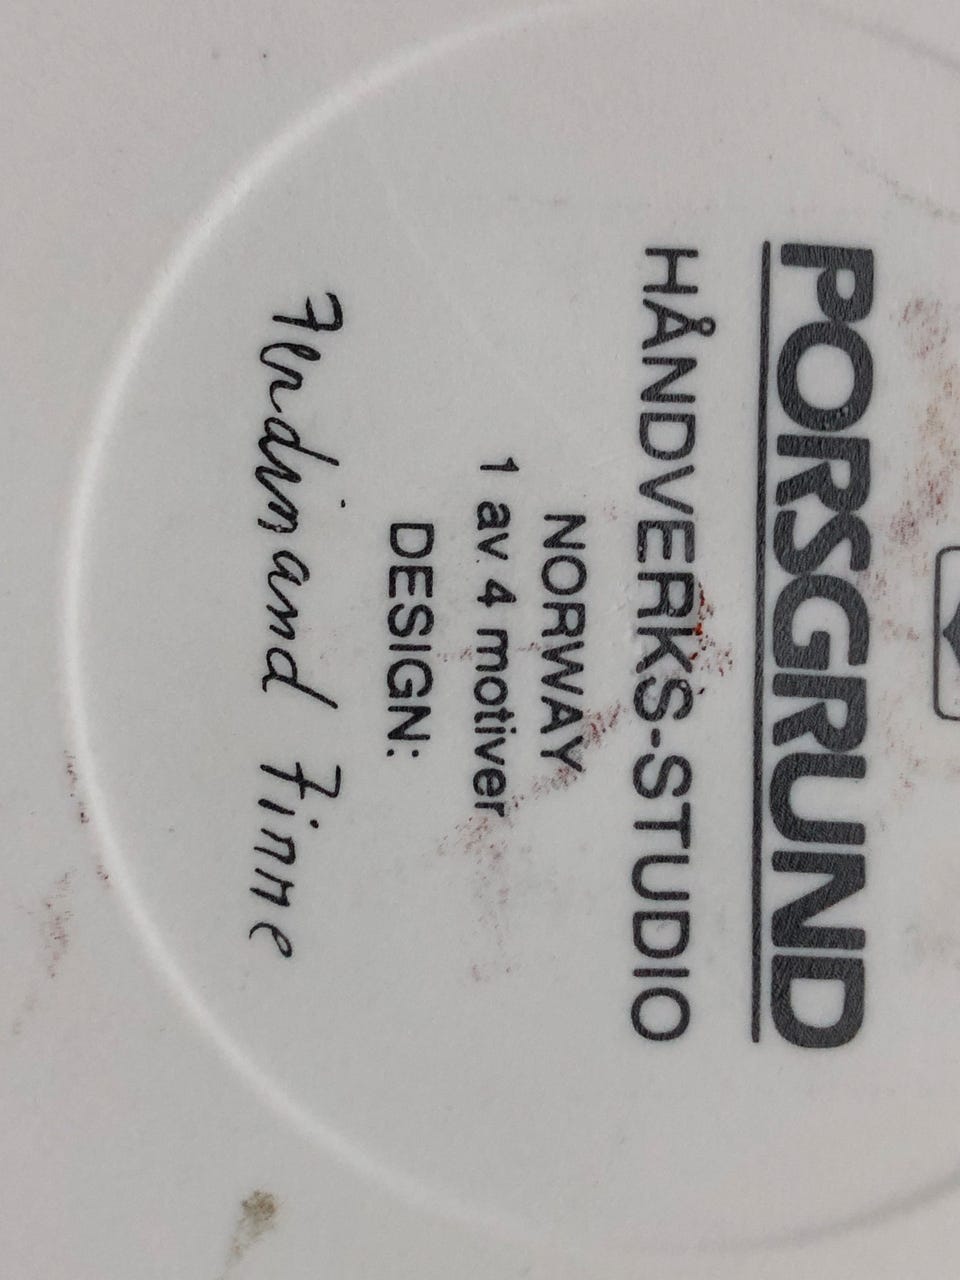 PORSGRUND
HÅNDVERKS-STUDIO
NORWAY
1 av 4 motiver
DESIGN:
Ferdinand Finne